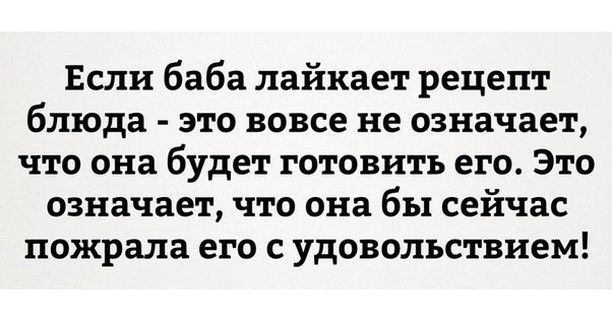 Если баба лайкает рецепт
блюда - это вовсе не означает,
что она будет готовить его. Это
означает, что она бы сейчас
пожрала его с удовольствием!